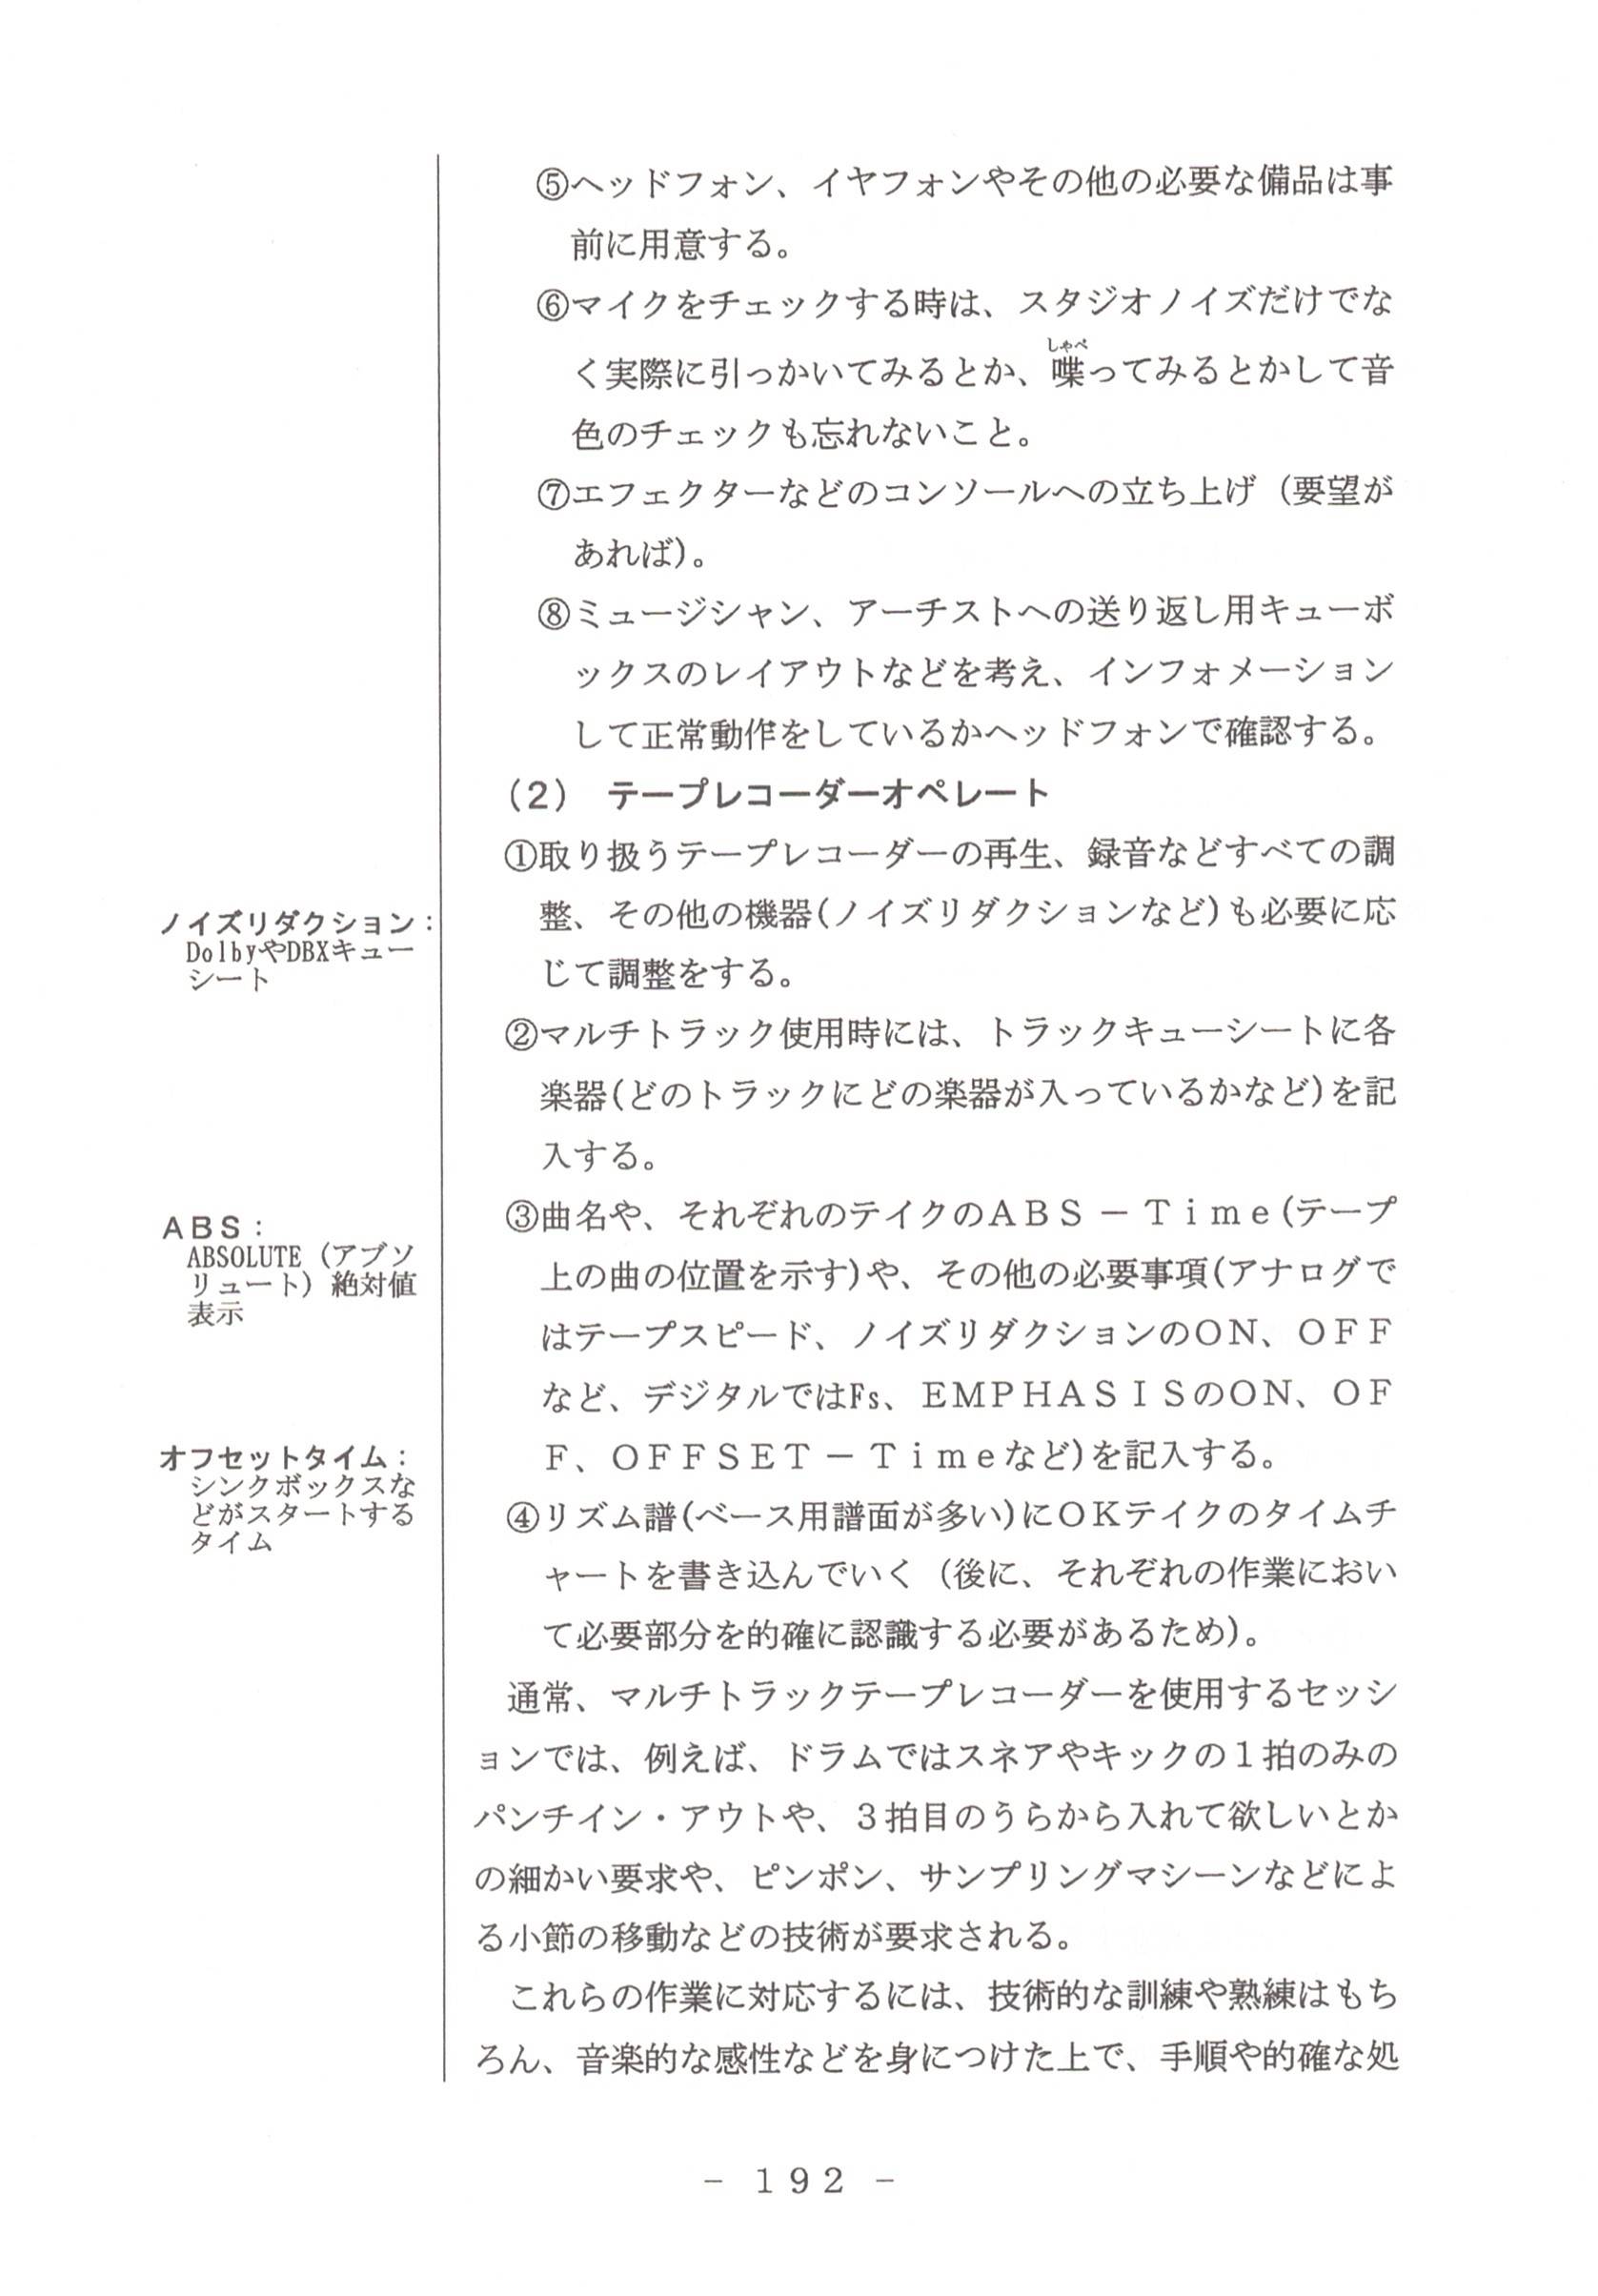 ⑤ヘッドフォン、イヤフォンやその他の必要な備品は事
前に用意する。
⑥マイクをチェックする時は、スタジオノイズだけでな
しゃべ
く実際に引っかいてみるとか、喋ってみるとかして音
色のチェックも忘れないこと。
⑦エフェクターなどのコンソールへの立ち上げ（要望が
あれば）。
⑧ミュージシャン、アーチストへの送り返し用キューボ
ックスのレイアウトなどを考え、インフォメーション
して正常動作をしているかヘッドフォンで確認する。
（２）　テープレコーダーオペレート
①取り扱うテープレコーダーの再生、録音などすべての調
整、その他の機器(ノイズリダクションなど)も必要に応
じて調整をする。
②マルチトラック使用時には、トラックキューシートに各
楽器(どのトラックにどの楽器が入っているかなど)を記
入する。
③曲名や、それぞれのテイクのＡＢＳ－Ｔｉｍｅ(テープ
上の曲の位置を示す)や、その他の必要事項(アナログで
はテープスピード、ノイズリダクションのＯＮ、ＯＦＦ
など、デジタルではFs、ＥＭＰＨＡＳＩＳのＯＮ、ＯＦ
Ｆ、ＯＦＦＳＥＴ－Ｔｉｍｅなど)を記入する。
④リズム譜(ベース用譜面が多い)にＯＫテイクのタイムチ
ャートを書き込んでいく（後に、それぞれの作業におい
て必要部分を的確に認識する必要があるため）。
通常、マルチトラックテープレコーダーを使用するセッシ
ョンでは、例えば、ドラムではスネアやキックの１拍のみの
パンチイン・アウトや、３拍目のうらから入れて欲しいとか
の細かい要求や、ピンポン、サンプリングマシーンなどによ
る小節の移動などの技術が要求される。
これらの作業に対応するには、技術的な訓練や熟練はもち
ろん、音楽的な感性などを身につけた上で、手順や的確な処
ノイズリダクション：
DolbyやDBXキュー
シート
ＡＢＳ：
ABSOLUTE（アブソ
リュート）絶対値
表示
オフセットタイム：
シンクボックスな
どがスタートする
タイム
－ １９２ －